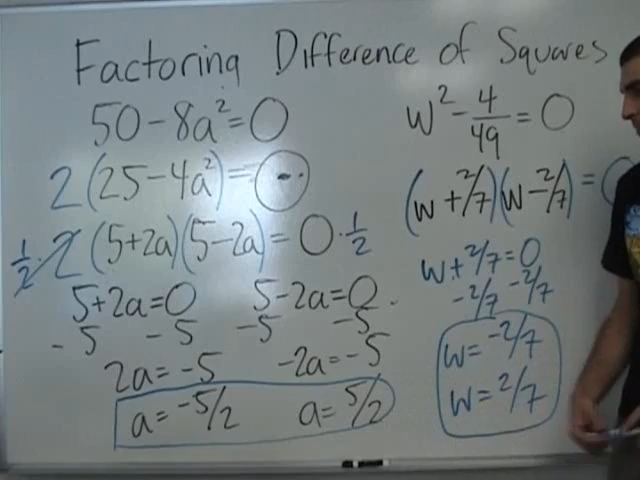 Factoring Difference of Squares
50-8a²=0
2(25-4a²)=0
1/2·2(5+2a)(5-2a)=0·1/2
5+2a=0 5-2a=0
-5 -5 -5 -5
2a=-5 -2a=-5
a=-5/2 a=5/2
w²-4/49=0
(w+2/7)(w-2/7)=0
w+2/7=0
-2/7 -2/7
w=-2/7
w=2/7